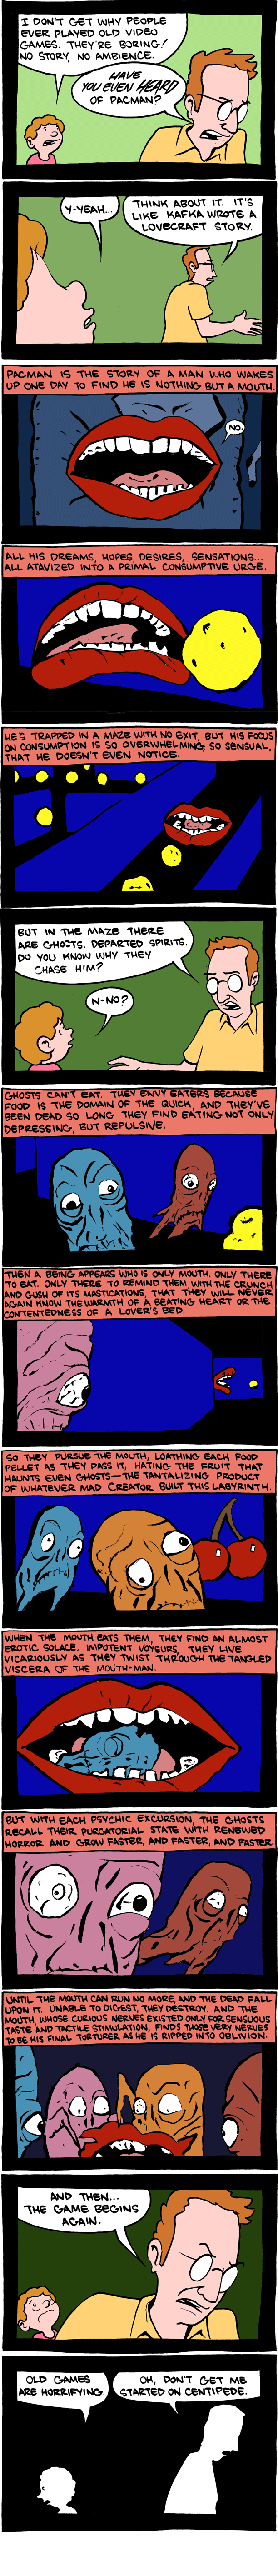 I DON'T GET WHY PEOPLE
EVER PLAYED OLD VIDEO
GAMES. THEY'RE BORING!
NO STORY, NO AMBIENCE.
HAVE
YOU EVEN HEARD
OF PACMAN?
Y-YEAH...
THINK ABOUT IT. IT'S
LIKE KAFKA WROTE A
LOVECRAFT STORY.
PACMAN IS THE STORY OF A MAN WHO WAKES
UP ONE DAY TO FIND HE IS NOTHING BUT A MOUTH.
NO.
ALL HIS DREAMS, HOPES, DESIRES, SENSATIONS...
ALL ATAVIZED INTO A PRIMAL CONSUMPTIVE URGE.
HE'S TRAPPED IN A MAZE WITH NO EXIT, BUT HIS FOCUS
ON CONSUMPTION IS SO OVERWHELMING, SO SENSUAL,
THAT HE DOESN'T EVEN NOTICE.
BUT IN THE MAZE THERE
ARE GHOSTS. DEPARTED SPIRITS.
DO YOU KNOW WHY THEY
CHASE HIM?
N-NO?
GHOSTS CAN'T EAT. THEY ENVY EATERS BECAUSE
FOOD IS THE DOMAIN OF THE QUICK, AND THEY'VE
BEEN DEAD SO LONG THEY FIND EATING NOT ONLY
DEPRESSING, BUT REPULSIVE.
THEN A BEING APPEARS WHO IS ONLY MOUTH. ONLY THERE
TO EAT. ONLY THERE TO REMIND THEM, WITH THE CRUNCH
AND GUSH OF ITS MASTICATIONS, THAT THEY WILL NEVER
AGAIN KNOW THE WARMTH OF A BEATING HEART OR THE
CONTENTEDNESS OF A LOVER'S BED.
SO THEY PURSUE THE MOUTH, LOATHING EACH FOOD
PELLET AS THEY PASS IT, HATING THE FRUIT THAT
HAUNTS EVEN GHOSTS—THE TANTALIZING PRODUCT
OF WHATEVER MAD CREATOR BUILT THIS LABYRINTH.
WHEN THE MOUTH EATS THEM, THEY FIND AN ALMOST
EROTIC SOLACE. IMPOTENT VOYEURS, THEY LIVE
VICARIOUSLY AS THEY TWIST THROUGH THE TANGLED
VISCERA OF THE MOUTH-MAN.
BUT WITH EACH PSYCHIC EXCURSION, THE GHOSTS
RECALL THEIR PURGATORIAL STATE WITH RENEWED
HORROR AND GROW FASTER, AND FASTER, AND FASTER.
UNTIL THE MOUTH CAN RUN NO MORE, AND THE DEAD FALL
UPON IT. UNABLE TO DIGEST, THEY DESTROY. AND THE
MOUTH, WHOSE CURIOUS NERVES EXISTED ONLY FOR SENSUOUS
TASTE AND TACTILE STIMULATION, FINDS THOSE VERY NERVES
TO BE HIS FINAL TORTURER AS HE IS RIPPED INTO OBLIVION.
AND THEN...
THE GAME BEGINS
AGAIN.
OLD GAMES
ARE HORRIFYING.
OH, DON'T GET ME
STARTED ON CENTIPEDE.